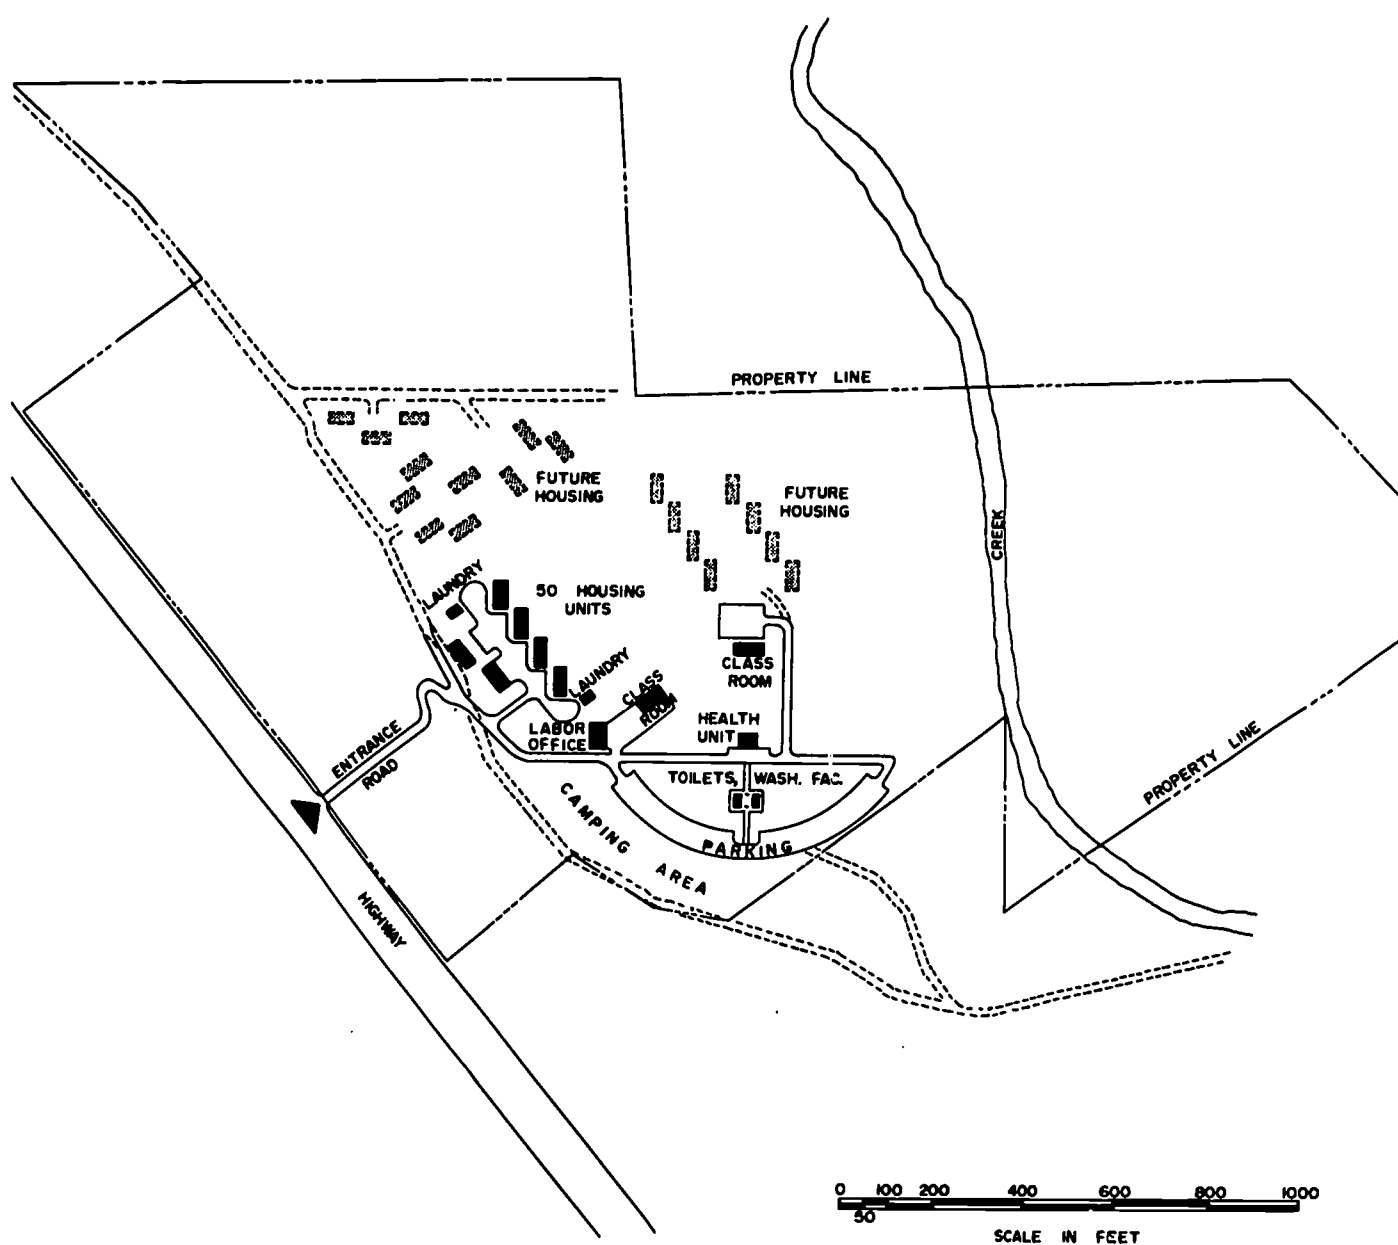 PROPERTY LINE
FUTURE
HOUSING
FUTURE
HOUSING
CREEK
LAUNDRY
50 HOUSING
UNITS
LAUNDRY
CLASS
ROOM
CLASS
ROOM
HEALTH
UNIT
LABOR
OFFICE
ENTRANCE
ROAD
TOILETS, WASH. FAC.
PARKING
CAMPING AREA
PROPERTY LINE
HIGHWAY
0 100 200 400 600 800 1000
50
SCALE IN FEET